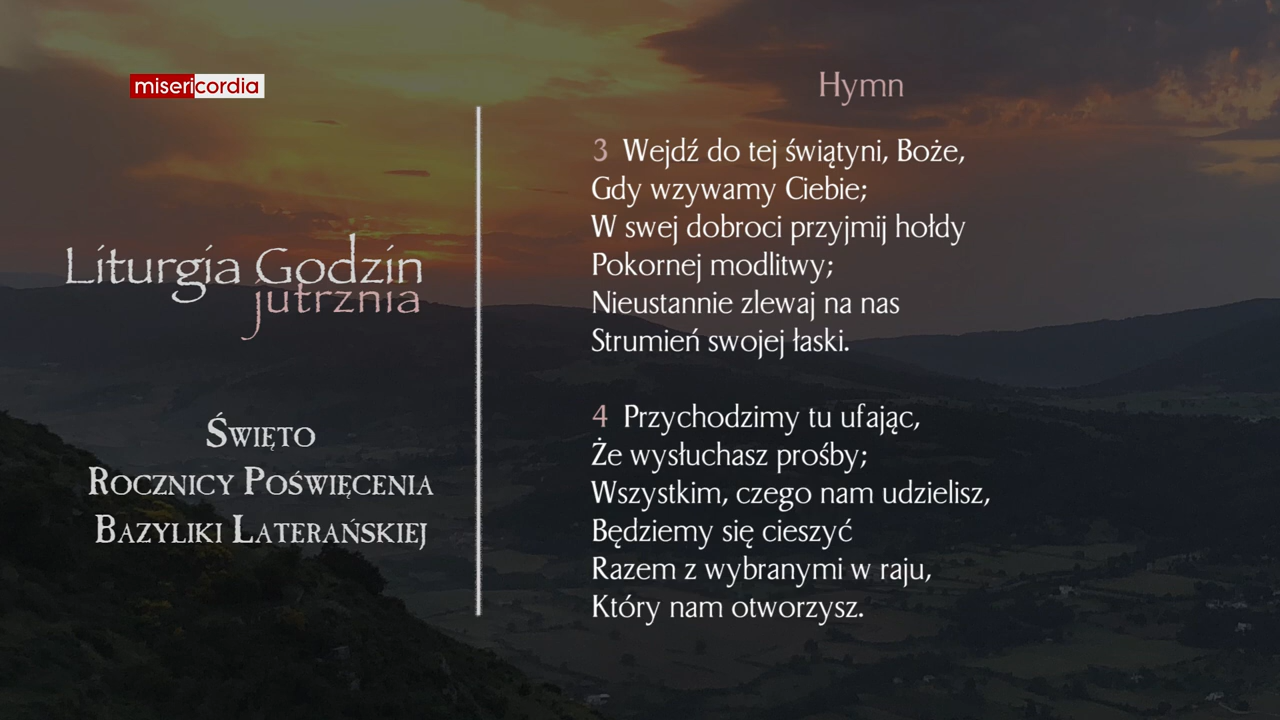 misericordia
Liturgia Godzin
jutrznia
Święto
Rocznicy Poświęcenia
Bazyliki Laterańskiej
Hymn
3 Wejdź do tej świątyni, Boże,
Gdy wzywamy Ciebie;
W swej dobroci przyjmij hołdy
Pokornej modlitwy;
Nieustannie zlewaj na nas
Strumień swojej łaski.
4 Przychodzimy tu ufając,
Że wysłuchasz prośby;
Wszystkim, czego nam udzielisz,
Będziemy się cieszyć
Razem z wybranymi w raju,
Który nam otworzysz.